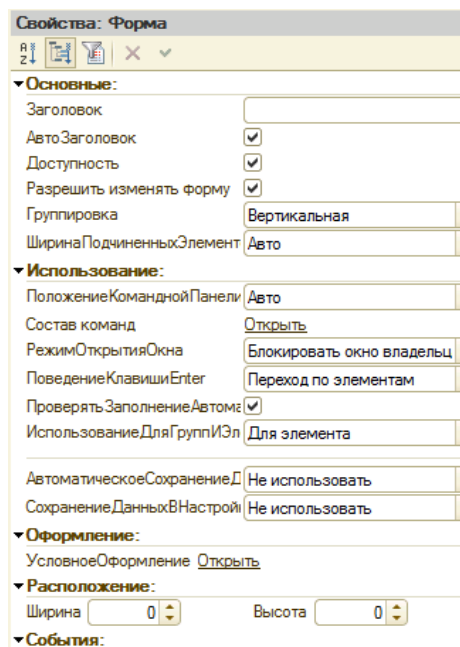 Свойства: Форма
Основные:
Заголовок
АвтоЗаголовок
Доступность
Разрешить изменять форму
Группировка Вертикальная
ШиринаПодчиненныхЭлемент Авто
Использование:
ПоложениеКоманднойПанели Авто
Состав команд Открыть
РежимОткрытияОкна Блокировать окно владельц
ПоведениеКлавишиEnter Переход по элементам
ПроверятьЗаполнениеАвтома
ИспользованиеДляГруппИЭл Для элемента
АвтоматическоеСохранениеД Не использовать
СохранениеДанныхВНастрой Не использовать
Оформление:
УсловноеОформление Открыть
Расположение:
Ширина 0 Высота 0
События: